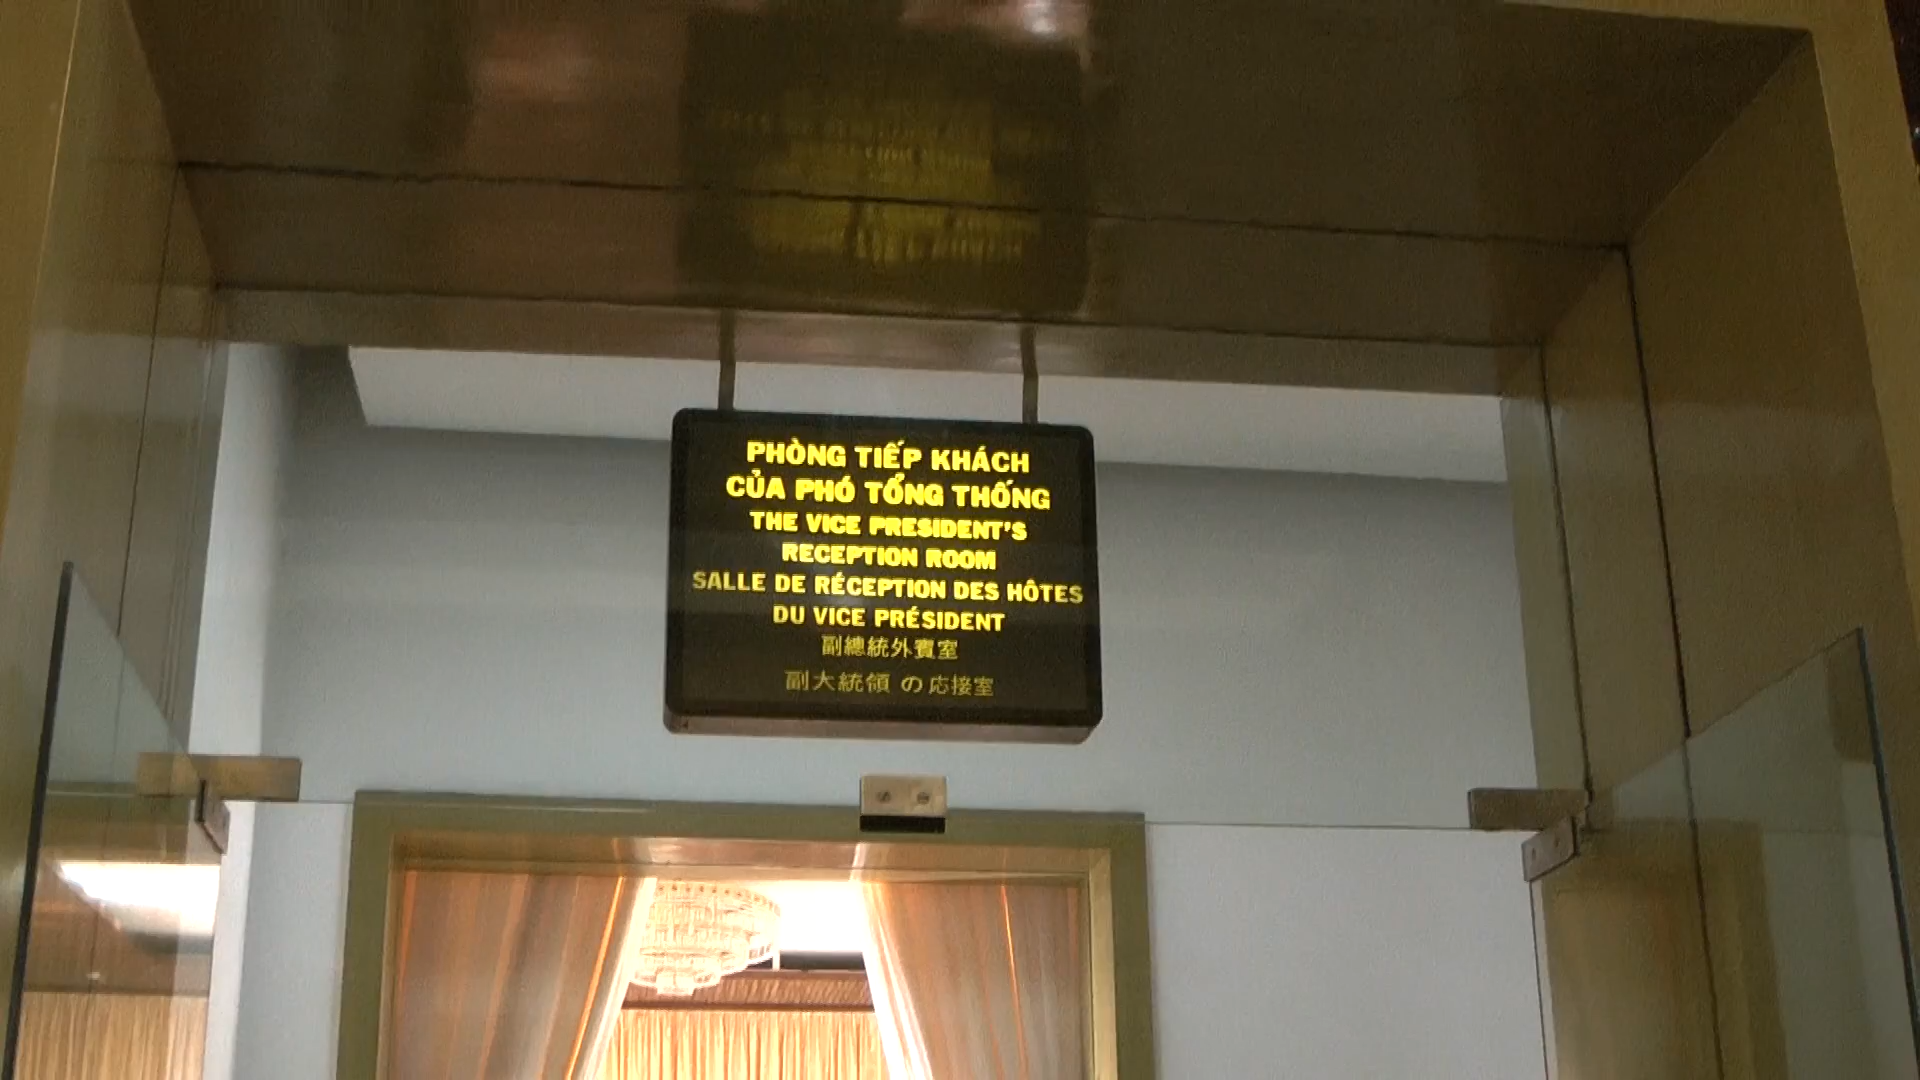 PHÒNG TIẾP KHÁCH
CỦA PHÓ TỔNG THỐNG
THE VICE PRESIDENT'S
RECEPTION ROOM
SALLE DE RÉCEPTION DES HÔTES
DU VICE PRÉSIDENT
副總統外賓室
副大統領 の 応接室